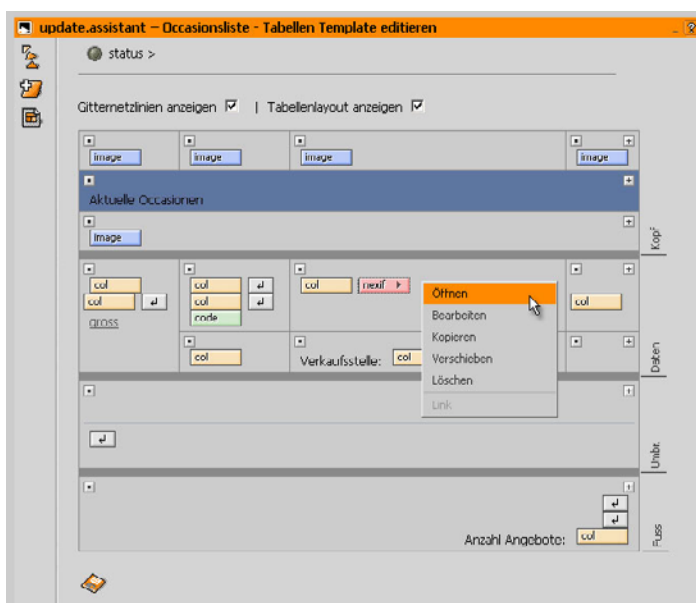 update.assistant – Occasionsliste - Tabellen Template editieren
status >
Gitternetzlinien anzeigen | Tabellenlayout anzeigen
image image image image
Aktuelle Occasionen
image
Kopf
col col col nexif col
col col Öffnen
gross code Bearbeiten
Kopieren
col Verkaufsstelle: col Verschieben
Daten
Löschen
Link
Umbr.
Anzahl Angebote: col
Fuss